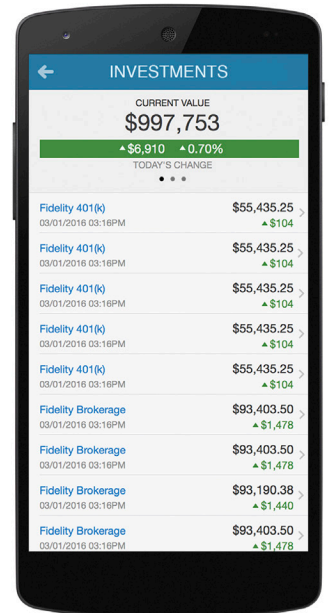 INVESTMENTS
CURRENT VALUE
$997,753
▲$6,910 ▲0.70%
TODAY'S CHANGE
Fidelity 401(k) $55,435.25
03/01/2016 03:16PM ▲$104
Fidelity 401(k) $55,435.25
03/01/2016 03:16PM ▲$104
Fidelity 401(k) $55,435.25
03/01/2016 03:16PM ▲$104
Fidelity 401(k) $55,435.25
03/01/2016 03:16PM ▲$104
Fidelity 401(k) $55,435.25
03/01/2016 03:16PM ▲$104
Fidelity Brokerage $93,403.50
03/01/2016 03:16PM ▲$1,478
Fidelity Brokerage $93,403.50
03/01/2016 03:16PM ▲$1,478
Fidelity Brokerage $93,190.38
03/01/2016 03:16PM ▲$1,440
Fidelity Brokerage $93,403.50
03/01/2016 03:16PM ▲$1,478